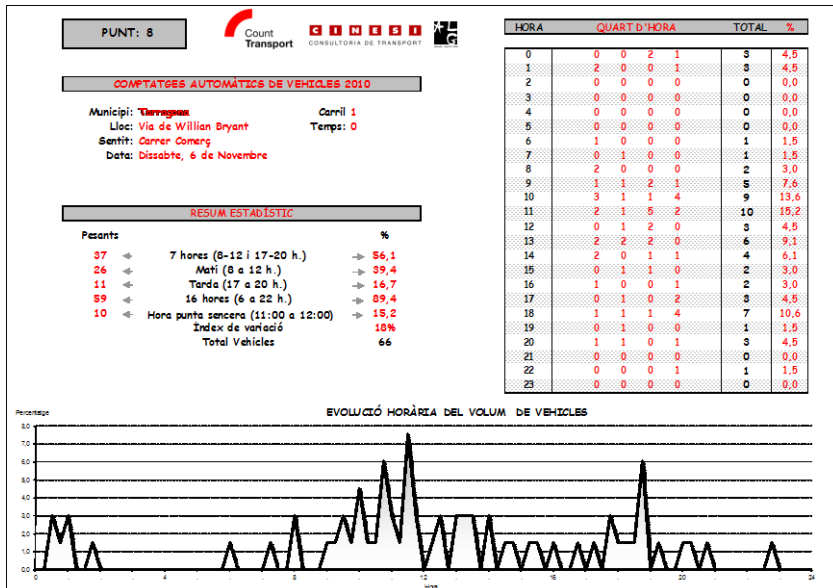 PUNT: 8
Count
Transport
CINESI
CONSULTORIA DE TRANSPORT
COMPTATGES AUTOMÀTICS DE VEHICLES 2010
Municipi: Tarragona Carril 1
Lloc: Via de Willian Bryant Temps: 0
Sentit: Carrer Comerç
Data: Dissabte, 6 de Novembre
RESUM ESTADÍSTIC
Pesants %
37 7 hores (8-12 i 17-20 h.) 56,1
26 Matí (8 a 12 h.) 39,4
11 Tarda (17 a 20 h.) 16,7
59 16 hores (6 a 22 h.) 89,4
10 Hora punta sencera (11:00 a 12:00) 15,2
Índex de variació 18%
Total Vehicles 66
HORA QUART D'HORA TOTAL %
0 0 0 2 1 3 4,5
1 2 0 0 1 3 4,5
2 0 0 0 0 0 0,0
3 0 0 0 0 0 0,0
4 0 0 0 0 0 0,0
5 0 0 0 0 0 0,0
6 1 0 0 0 1 1,5
7 0 1 0 0 1 1,5
8 2 0 0 0 2 3,0
9 1 1 2 1 5 7,6
10 3 1 1 4 9 13,6
11 2 1 5 2 10 15,2
12 0 1 2 0 3 4,5
13 2 2 2 0 6 9,1
14 2 0 1 1 4 6,1
15 0 1 1 0 2 3,0
16 1 0 0 1 2 3,0
17 0 1 0 2 3 4,5
18 1 1 1 4 7 10,6
19 0 1 0 0 1 1,5
20 1 1 0 1 3 4,5
21 0 0 0 0 0 0,0
22 0 0 0 1 1 1,5
23 0 0 0 0 0 0,0
EVOLUCIÓ HORÀRIA DEL VOLUM DE VEHICLES
Percentatge
8,0
7,0
6,0
5,0
4,0
3,0
2,0
1,0
0,0
0 2 4 6 8 10 12 14 16 18 20 22 24
Hora